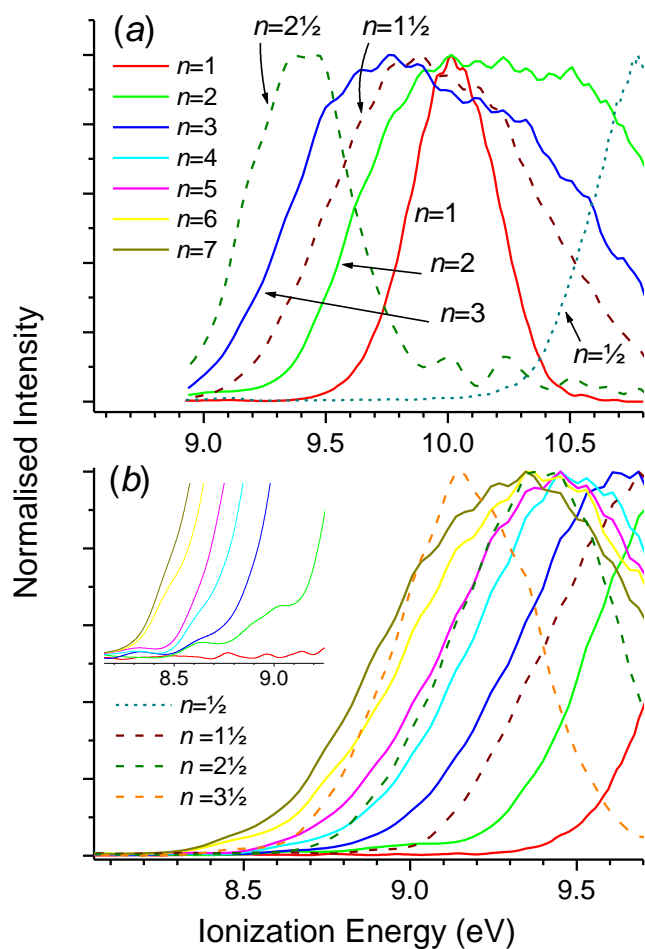 (a)
n=2½
n=1½
n=1
n=2
n=3
n=4
n=5
n=6
n=7
n=1
n=2
n=3
n=½
9.0 9.5 10.0 10.5
Normalised Intensity
(b)
8.5 9.0
n=½
n=1½
n=2½
n=3½
8.5 9.0 9.5
Ionization Energy (eV)